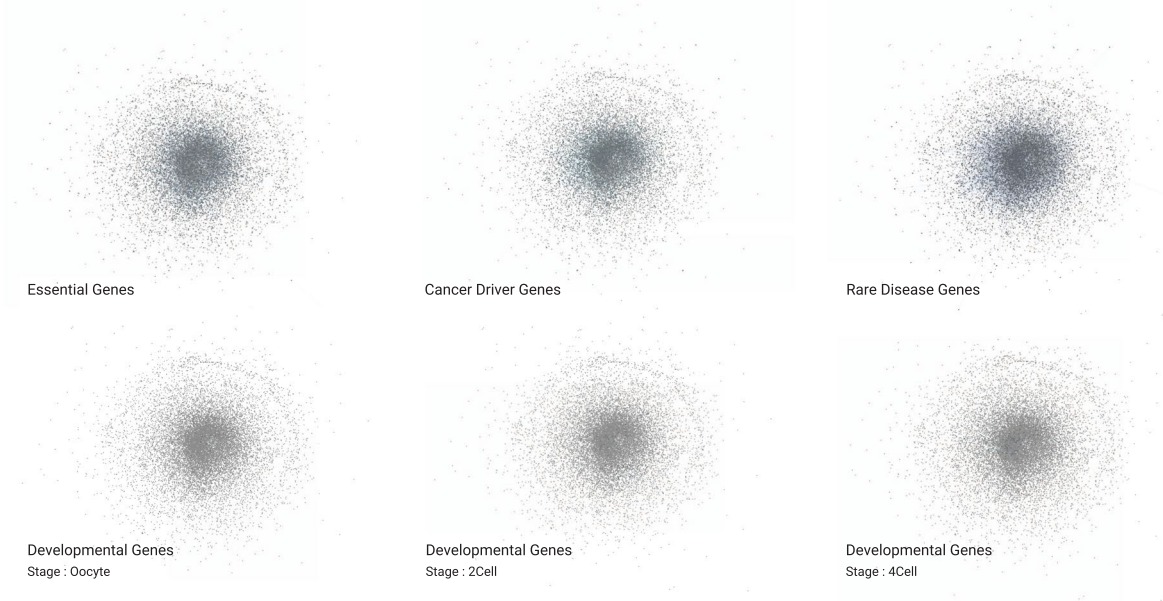 Essential Genes
Cancer Driver Genes
Rare Disease Genes
Developmental Genes
Stage : Oocyte
Developmental Genes
Stage : 2Cell
Developmental Genes
Stage : 4Cell